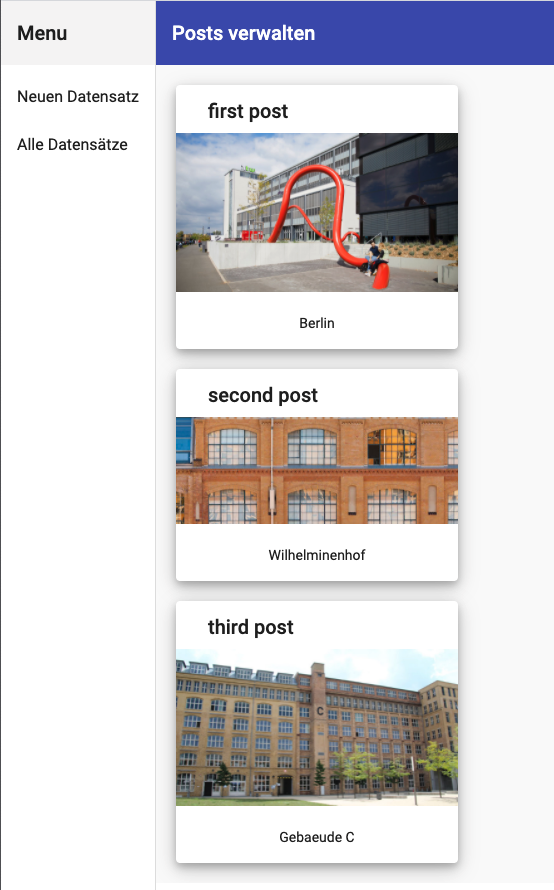 Menu
Posts verwalten
Neuen Datensatz
Alle Datensätze
first post
Berlin
second post
Wilhelminenhof
third post
C
Gebaeude C